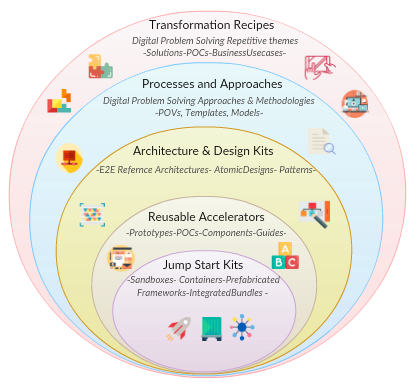 Transformation Recipes
Digital Problem Solving Repetitive themes
-Solutions-POCs-BusinessUsecases-
Processes and Approaches
Digital Problem Solving Approaches & Methodologies
-POVs, Templates, Models-
Architecture & Design Kits
-E2E Refernce Architectures- AtomicDesigns- Patterns-
Reusable Accelerators
-Prototypes-POCs-Components-Guides-
A
B C
Jump Start Kits
-Sandboxes- Containers-Prefabricated
Frameworks-IntegratedBundles -